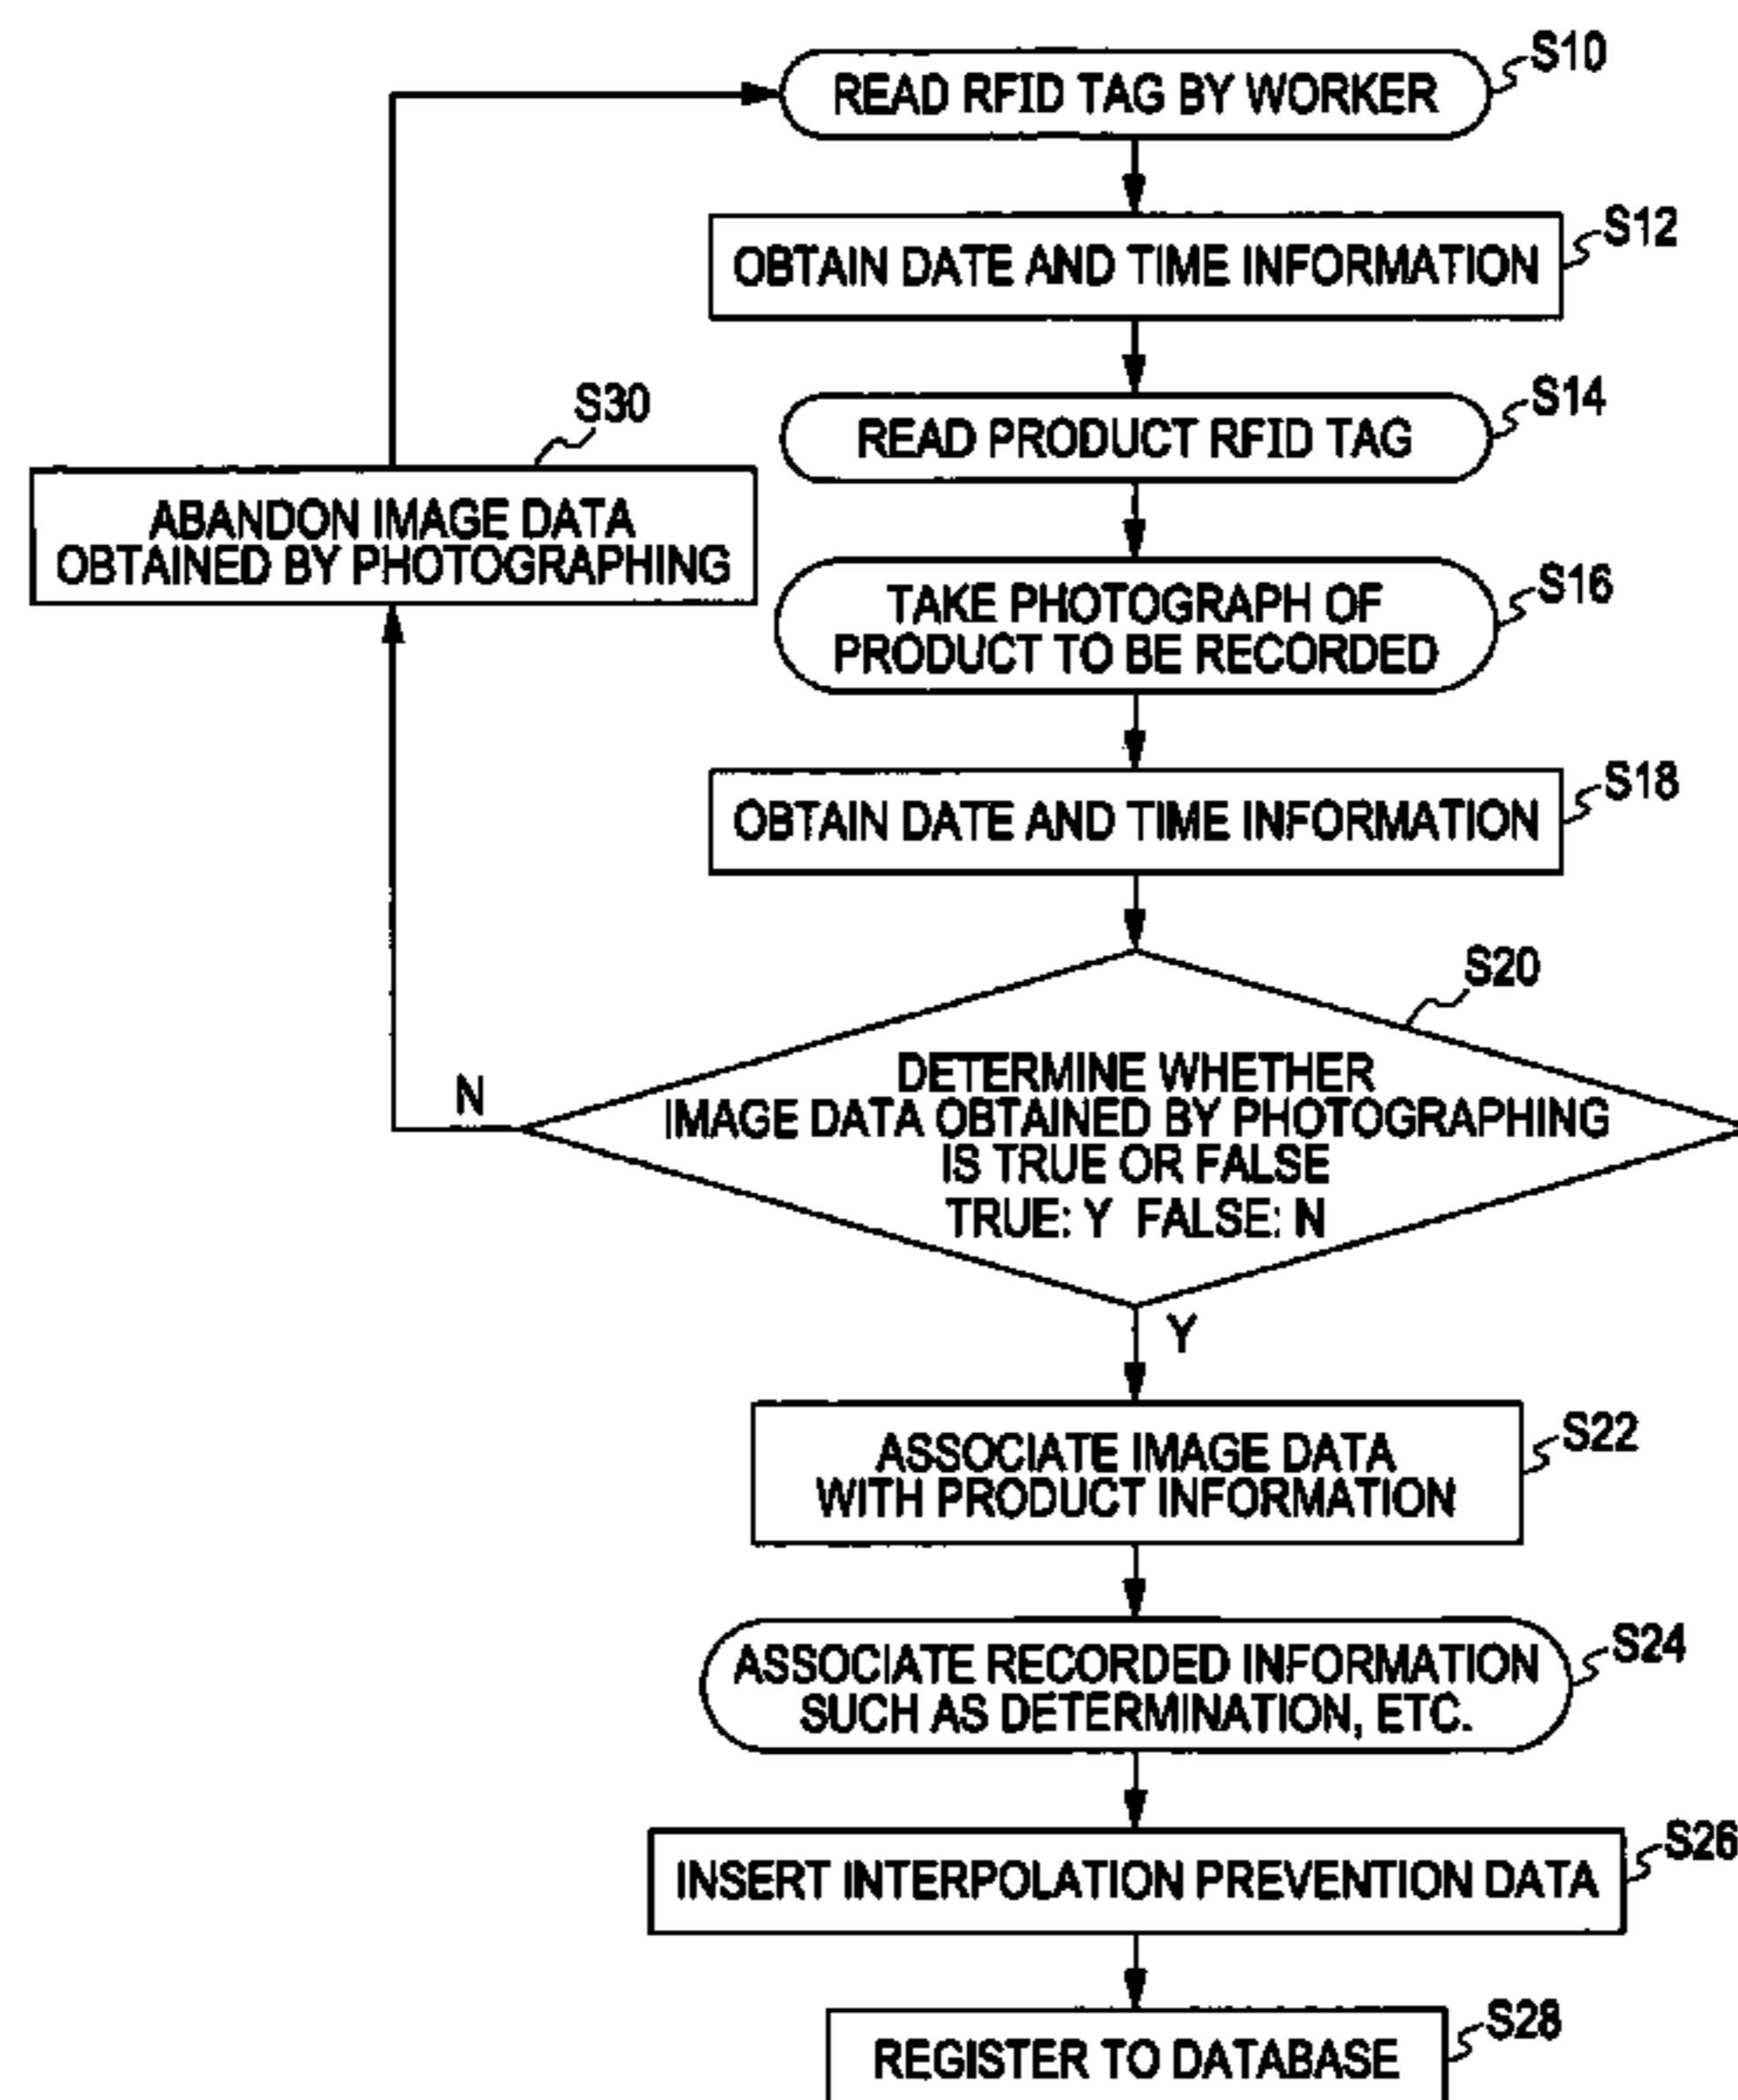 S10
READ RFID TAG BY WORKER
S12
OBTAIN DATE AND TIME INFORMATION
S14
READ PRODUCT RFID TAG
S30
ABANDON IMAGE DATA
OBTAINED BY PHOTOGRAPHING
S16
TAKE PHOTOGRAPH OF
PRODUCT TO BE RECORDED
S18
OBTAIN DATE AND TIME INFORMATION
S20
DETERMINE WHETHER
IMAGE DATA OBTAINED BY PHOTOGRAPHING
IS TRUE OR FALSE
TRUE: Y FALSE: N
N
Y
S22
ASSOCIATE IMAGE DATA
WITH PRODUCT INFORMATION
S24
ASSOCIATE RECORDED INFORMATION
SUCH AS DETERMINATION, ETC.
S26
INSERT INTERPOLATION PREVENTION DATA
S28
REGISTER TO DATABASE